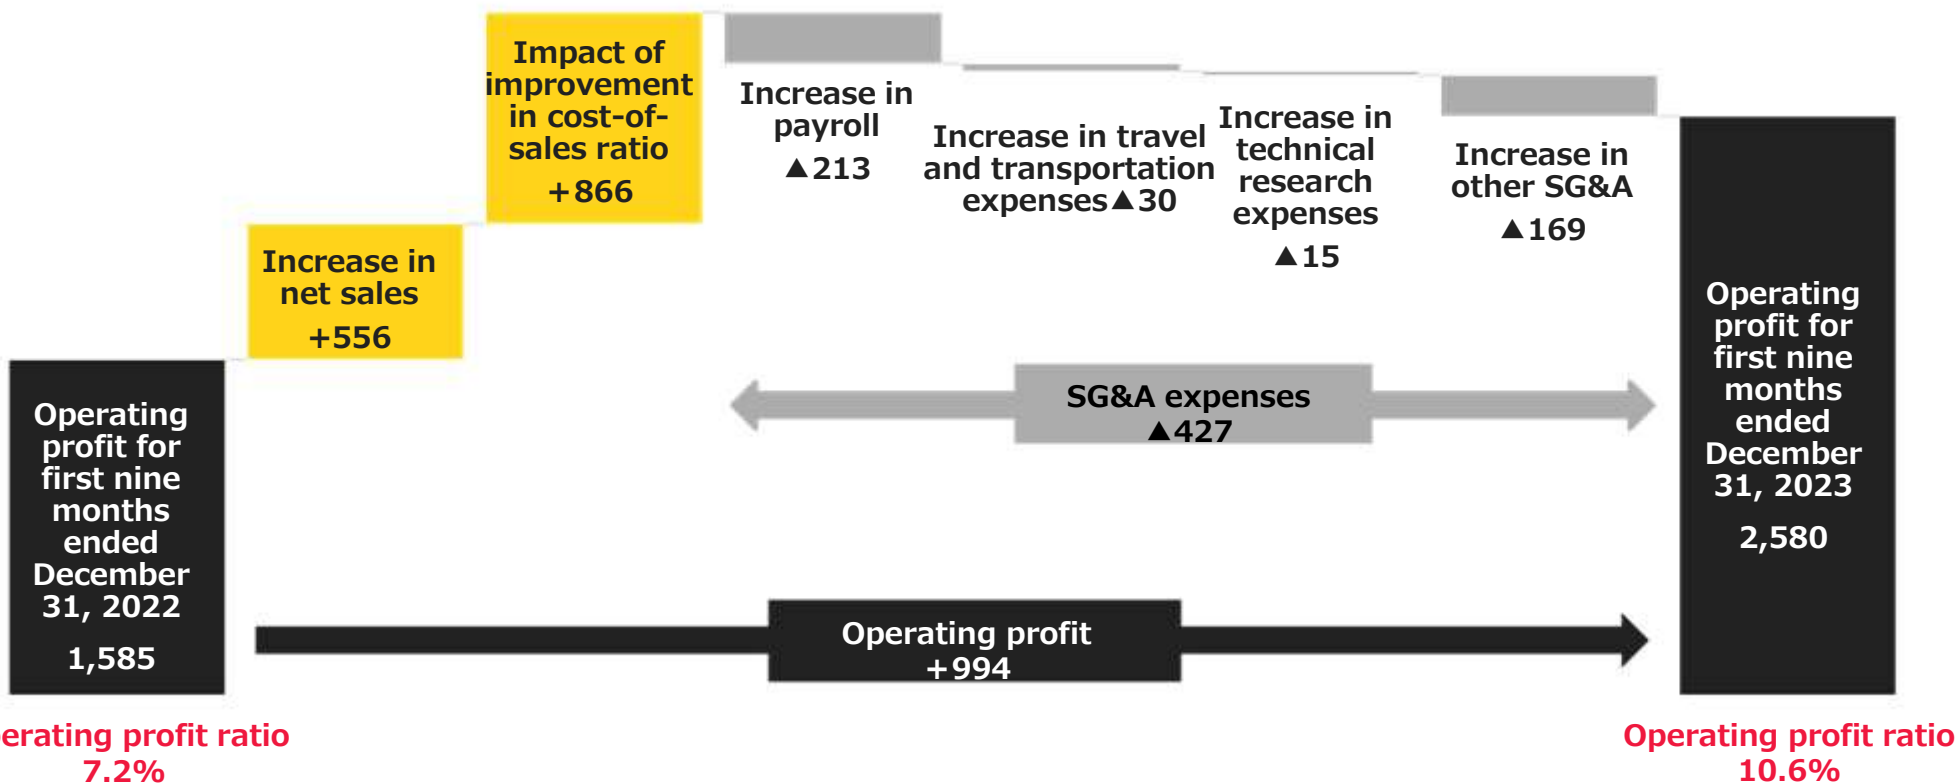 Operating
profit for
first nine
months
ended
December
31, 2022
1,585
Increase in
net sales
+556
Impact of
improvement
in cost-of-
sales ratio
+866
Increase in
payroll
▲213
Increase in travel
and transportation
expenses▲30
Increase in
technical
research
expenses
▲15
Increase in
other SG&A
▲169
Operating
profit for
first nine
months
ended
December
31, 2023
2,580
SG&A expenses
▲427
Operating profit
+994
erating profit ratio
7.2%
Operating profit ratio
10.6%